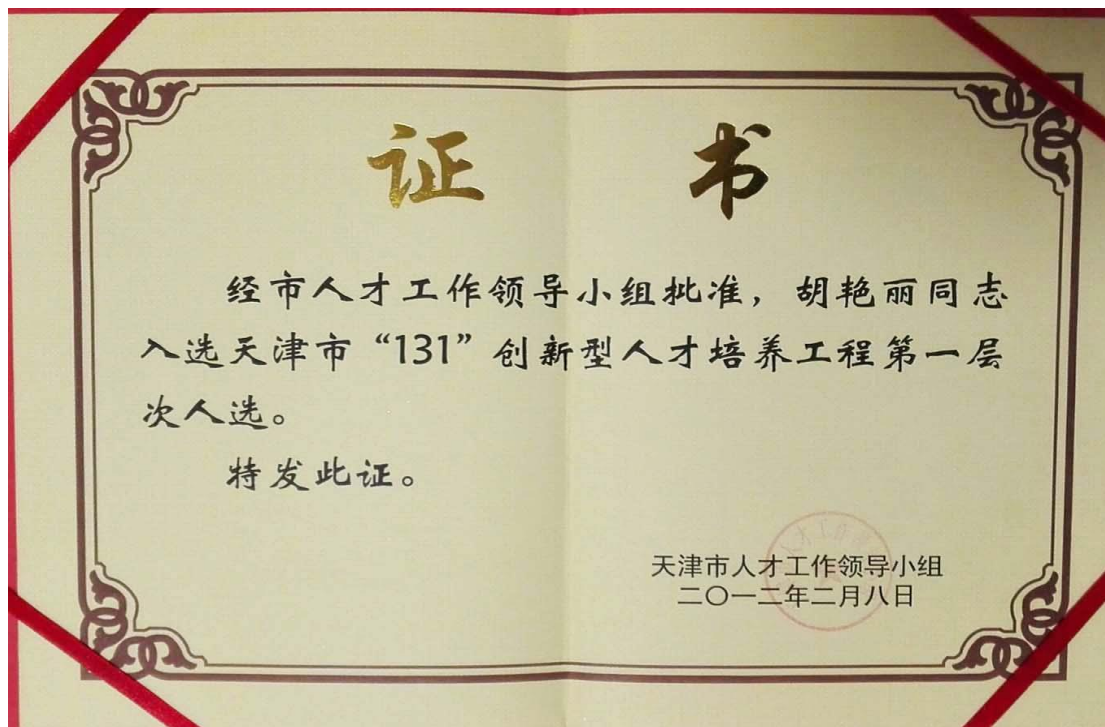 证 书
经市人才工作领导小组批准，胡艳丽同志
入选天津市“131”创新型人才培养工程第一层
次人选。
特发此证。
天津市人才工作领导小组
二〇一二年二月八日